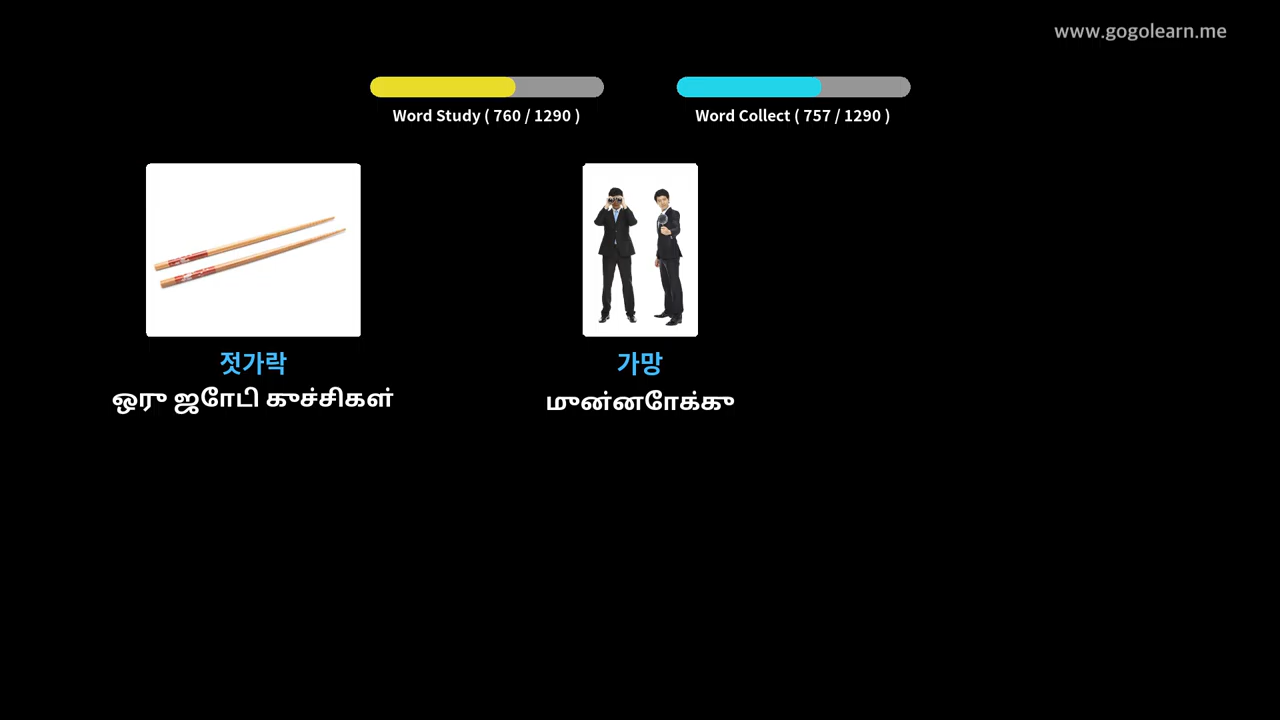 www.gogolearn.me
Word Study ( 760 / 1290 )
Word Collect ( 757 / 1290 )
젓가락
ஒரு ஜோடி குச்சிகள்
가망
முன்னோக்கு